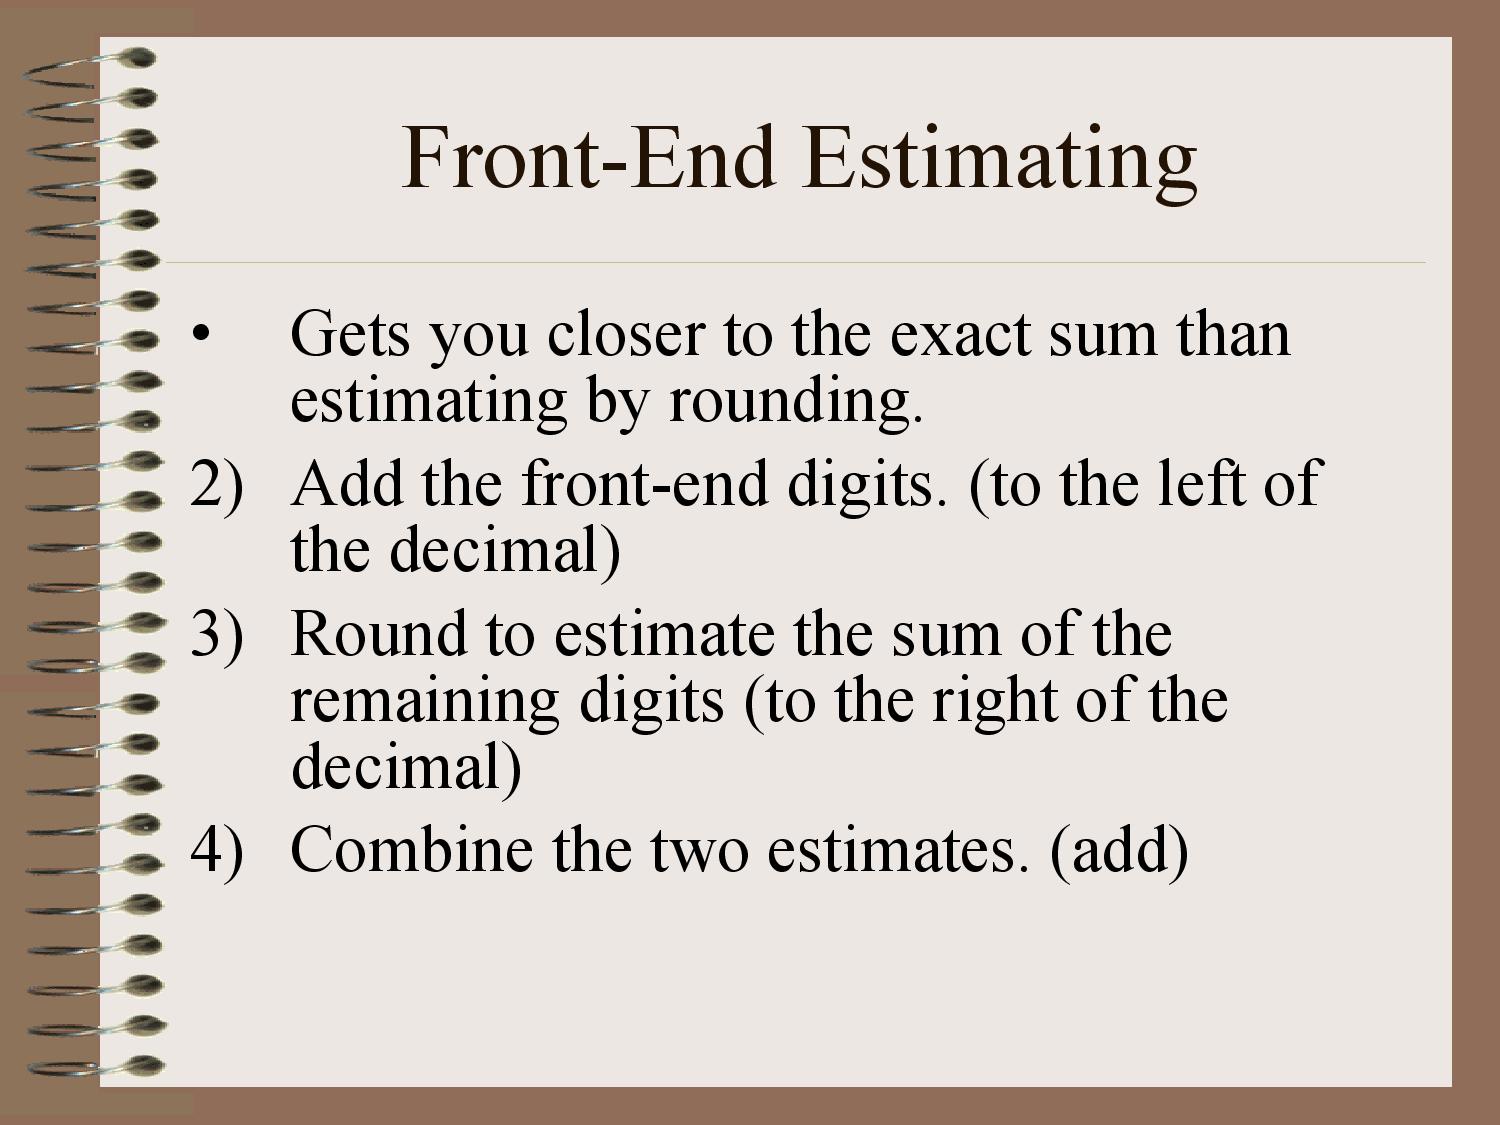 Front-End Estimating
• Gets you closer to the exact sum than
estimating by rounding.
2) Add the front-end digits. (to the left of
the decimal)
3) Round to estimate the sum of the
remaining digits (to the right of the
decimal)
4) Combine the two estimates. (add)